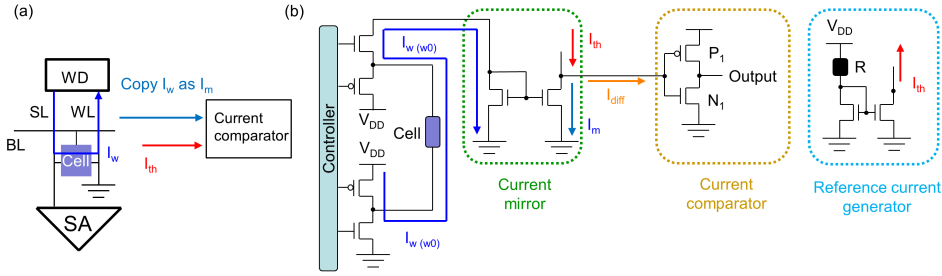 (a)
WD
Copy Iw as Im
SL
WL
BL
Cell
Iw
Ith
Current
comparator
SA
(b)
Controller
Iw (w0)
VDD
VDD
Cell
Iw (w0)
Ith
Im
Current
mirror
Idiff
P1
N1
Output
Current
comparator
VDD
R
Ith
Reference current
generator